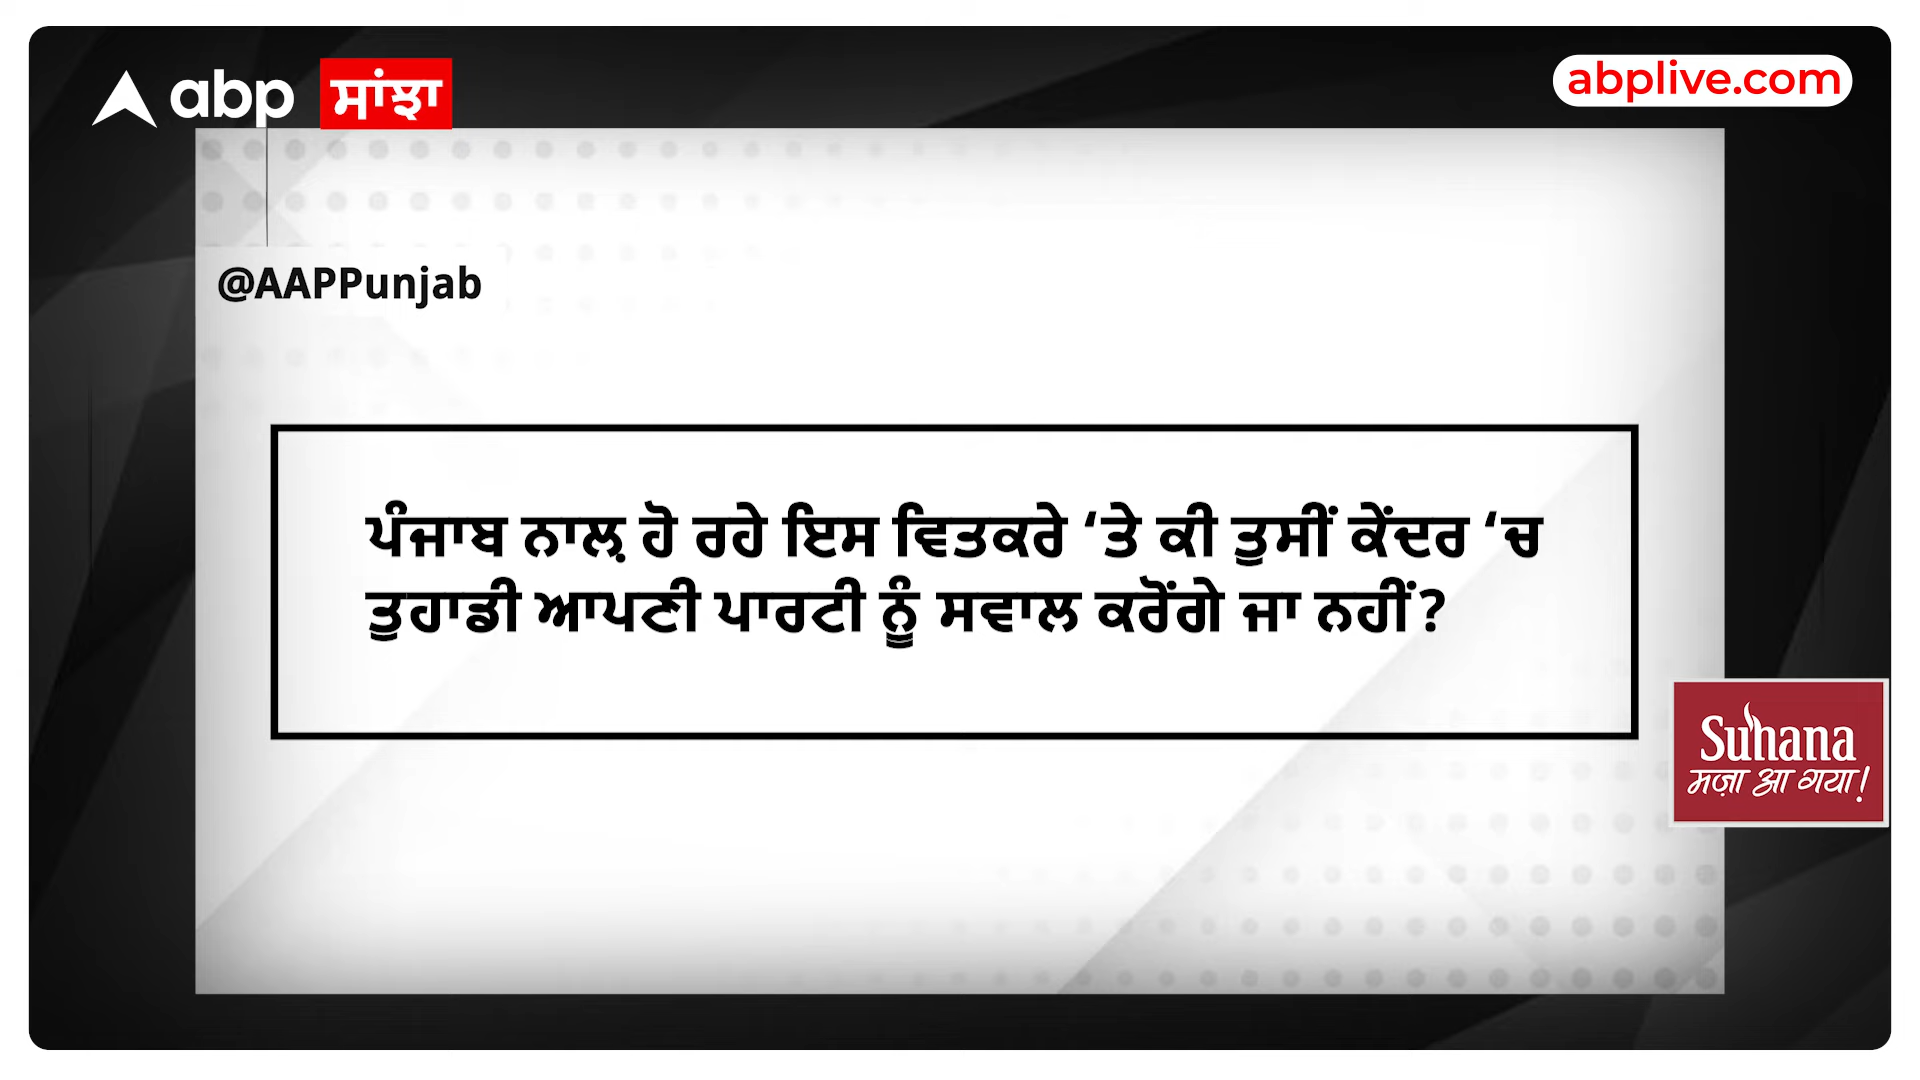 abp ਸਾਂਝਾ
abplive.com
@AAPPunjab
ਪੰਜਾਬ ਨਾਲ਼ ਹੋ ਰਹੇ ਇਸ ਵਿਤਕਰੇ ‘ਤੇ ਕੀ ਤੁਸੀਂ ਕੇਂਦਰ ‘ਚ
ਤੁਹਾਡੀ ਆਪਣੀ ਪਾਰਟੀ ਨੂੰ ਸਵਾਲ ਕਰੋਂਗੇ ਜਾ ਨਹੀਂ?
Suhana
मज़ा आ गया!